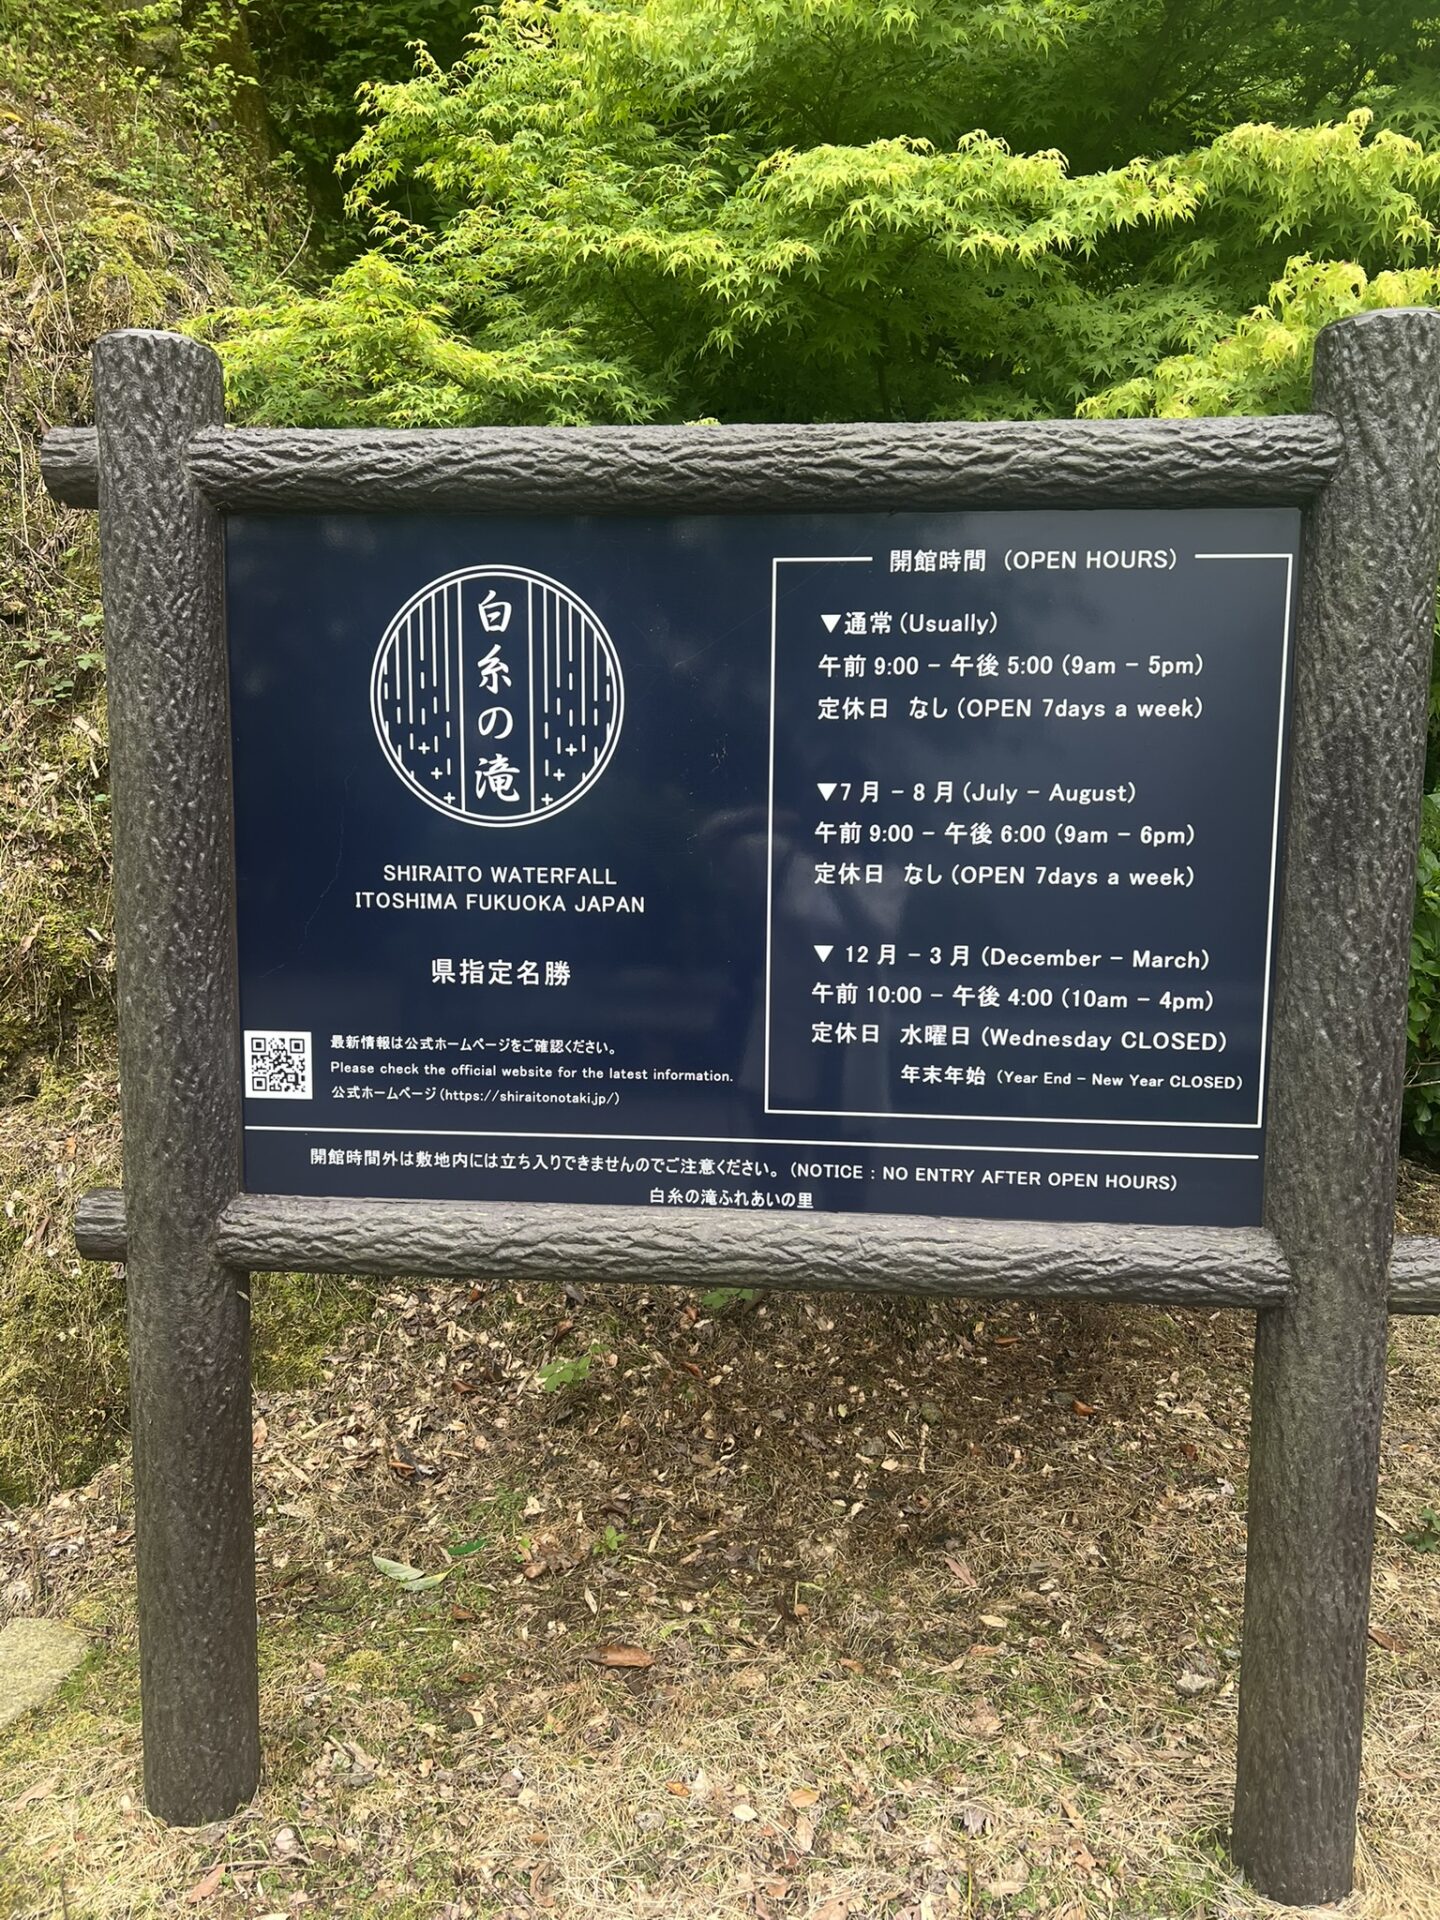 白糸の滝
SHIRAITO WATERFALL
ITOSHIMA FUKUOKA JAPAN
県指定名勝
最新情報は公式ホームページをご確認ください。
Please check the official website for the latest information.
公式ホームページ(https://shiraitonotaki.jp/)
開館時間 (OPEN HOURS)
▼通常(Usually)
午前 9:00 - 午後 5:00 (9am - 5pm)
定休日 なし(OPEN 7days a week)
▼7月 - 8月(July - August)
午前 9:00 - 午後 6:00 (9am - 6pm)
定休日 なし(OPEN 7days a week)
▼ 12月 - 3月(December - March)
午前 10:00 - 午後 4:00 (10am - 4pm)
定休日 水曜日(Wednesday CLOSED)
年末年始 (Year End - New Year CLOSED)
開館時間外は敷地内には立ち入りできませんのでご注意ください。(NOTICE : NO ENTRY AFTER OPEN HOURS)
白糸の滝ふれあいの里